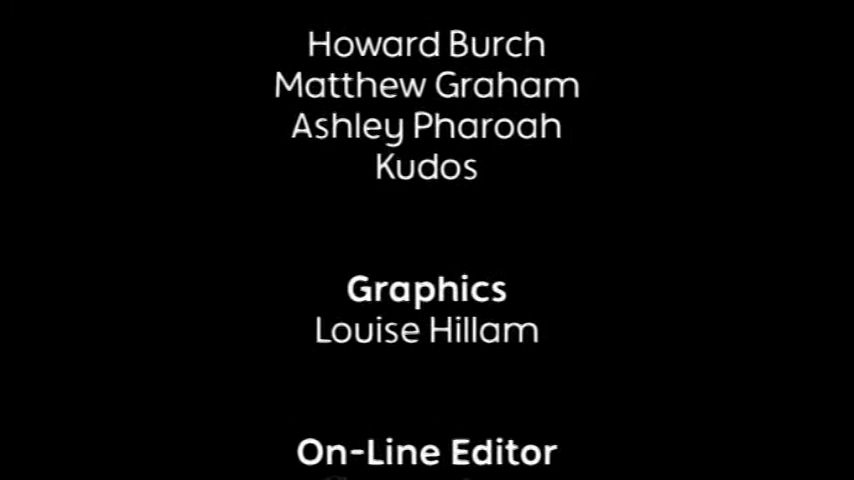 Howard Burch
Matthew Graham
Ashley Pharoah
Kudos
Graphics
Louise Hillam
On-Line Editor